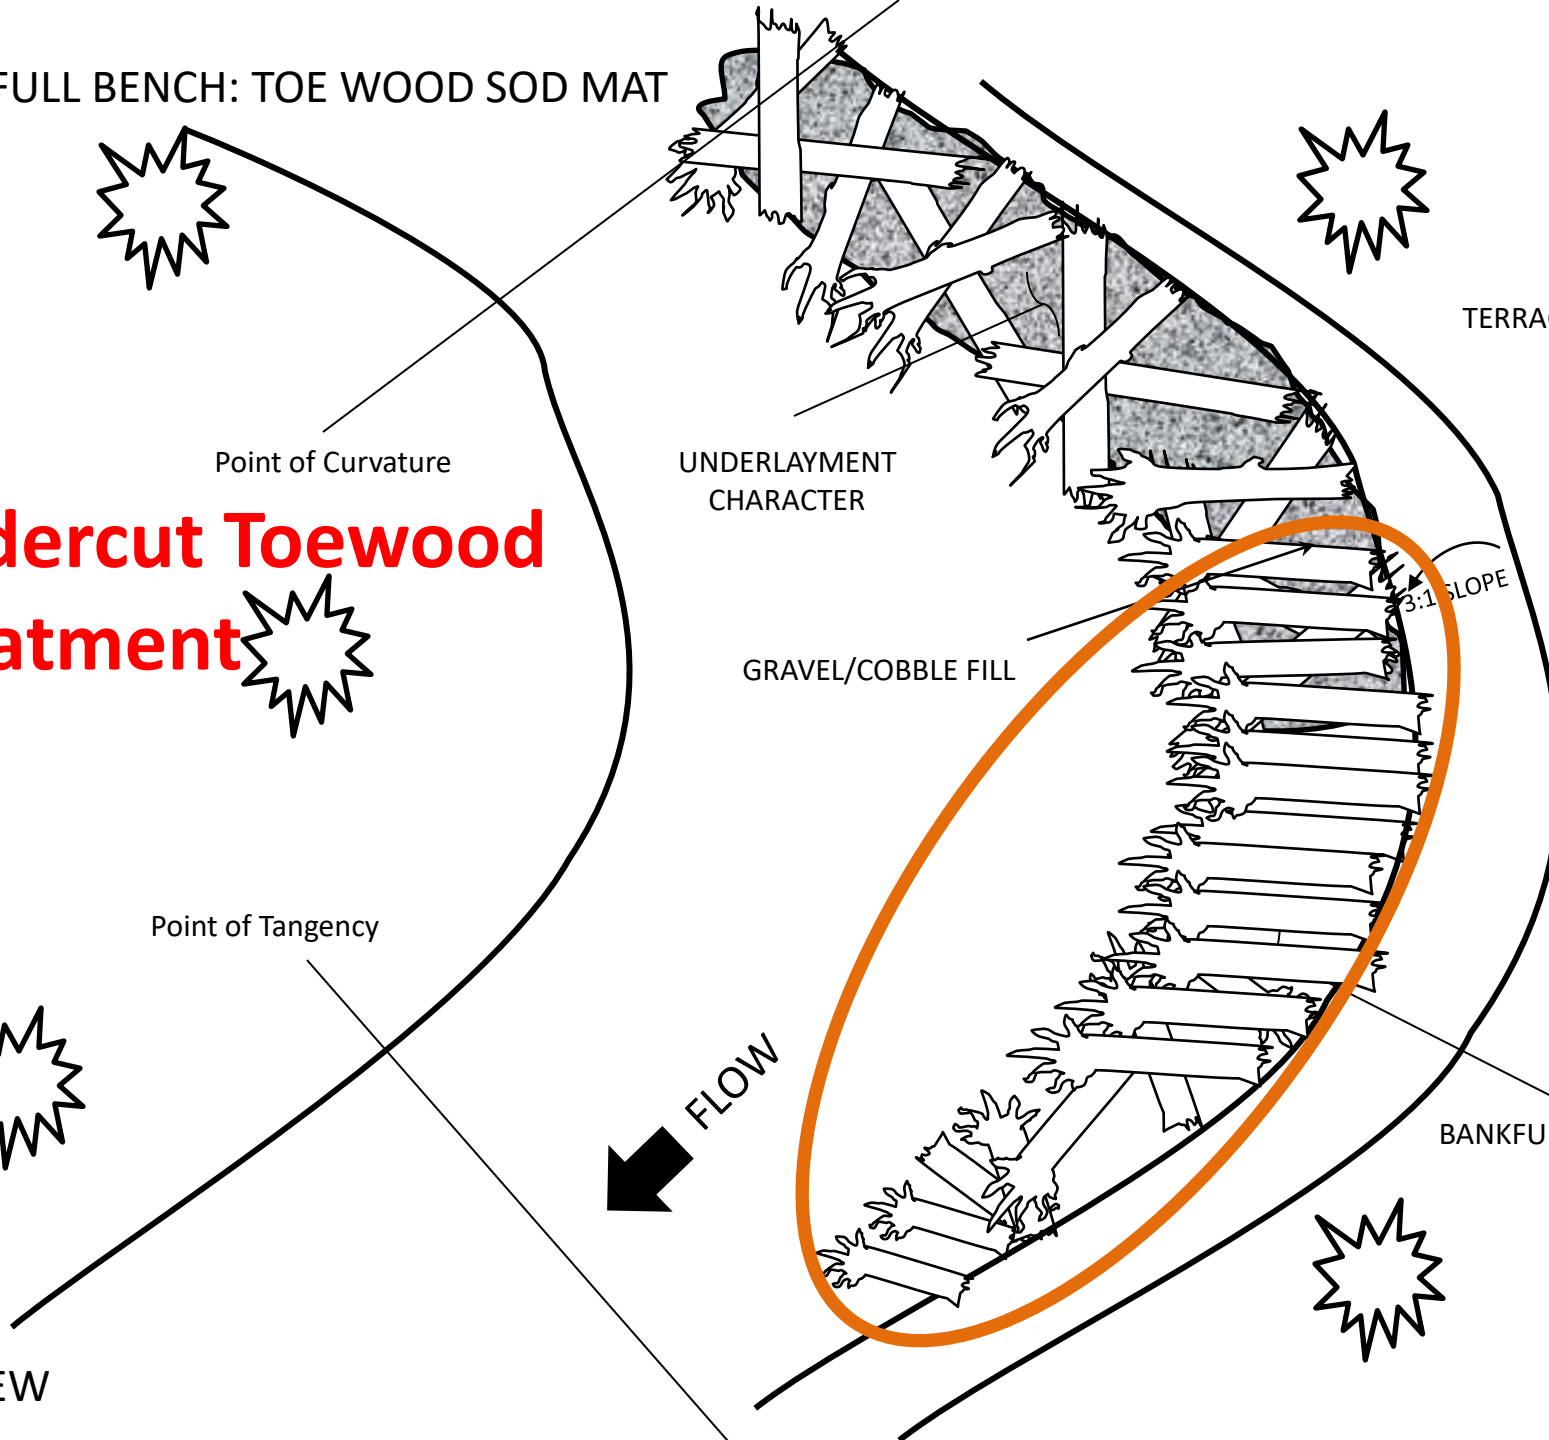 FULL BENCH: TOE WOOD SOD MAT
TERRA
Point of Curvature
UNDERLAYMENT
CHARACTER
dercut Toewood
atment
3:1 SLOPE
GRAVEL/COBBLE FILL
Point of Tangency
FLOW
BANKFU
EW